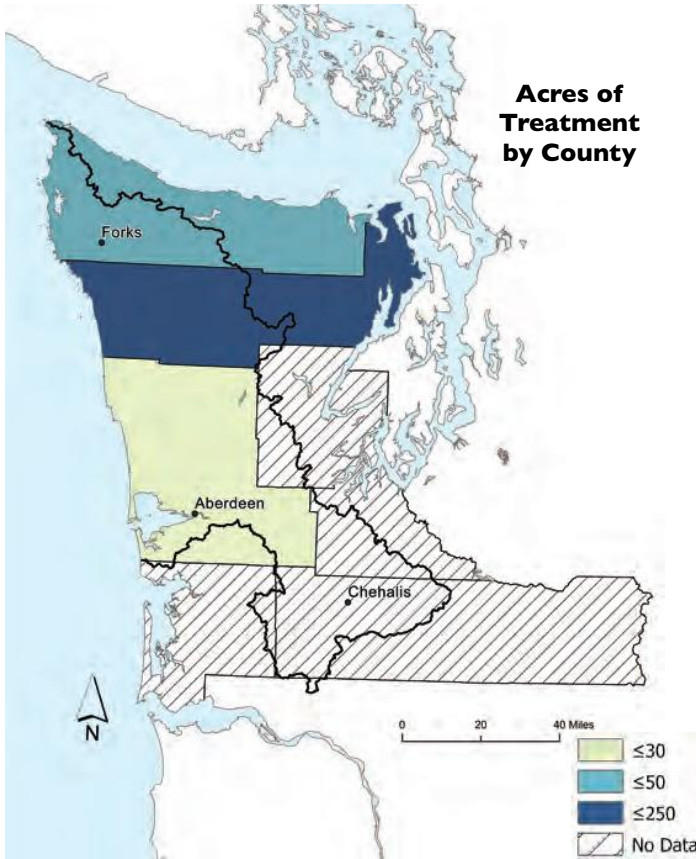 Acres of
Treatment
by County
Forks
Aberdeen
Chehalis
N
0 20 40 Miles
≤30
≤50
≤250
No Data